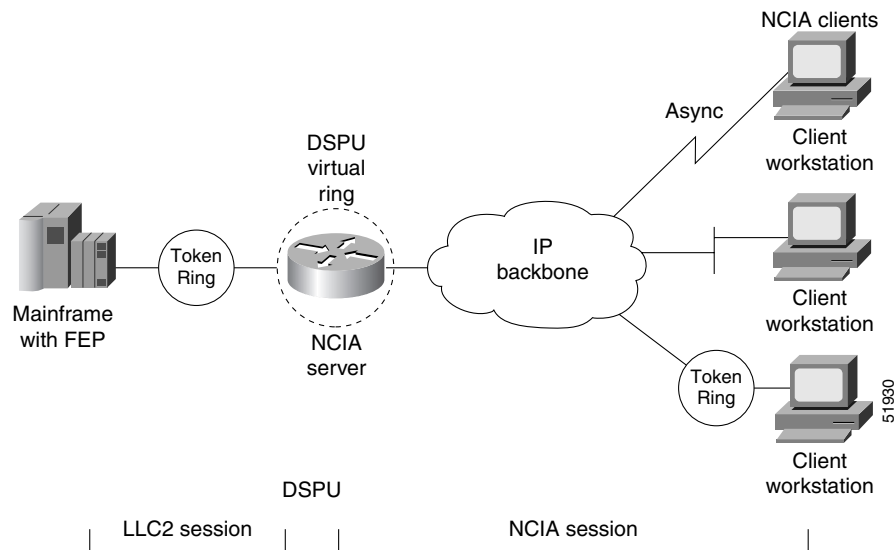 NCIA clients
Async
Client
workstation
DSPU
virtual
ring
Token
Ring
IP
backbone
Mainframe
with FEP
NCIA
server
Client
workstation
Token
Ring
Client
workstation
51930
DSPU
LLC2 session
NCIA session